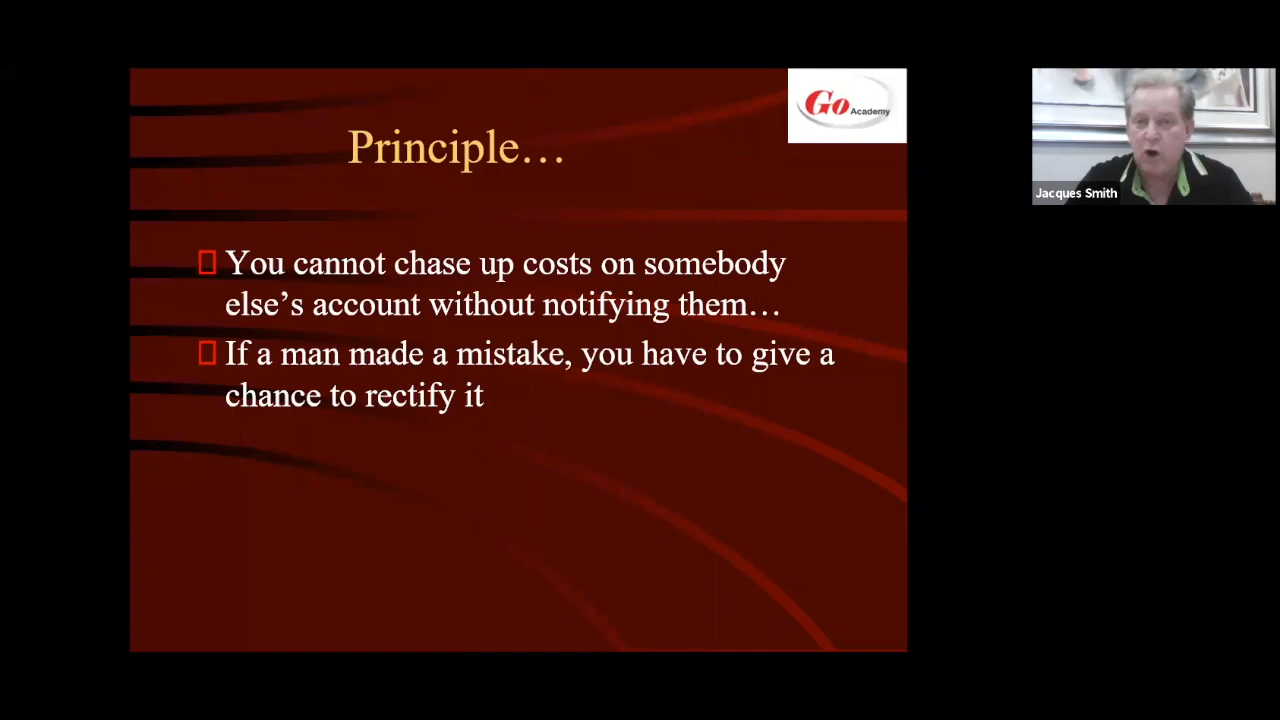 Go Academy
Principle…
You cannot chase up costs on somebody
else’s account without notifying them…
If a man made a mistake, you have to give a
chance to rectify it
Jacques Smith